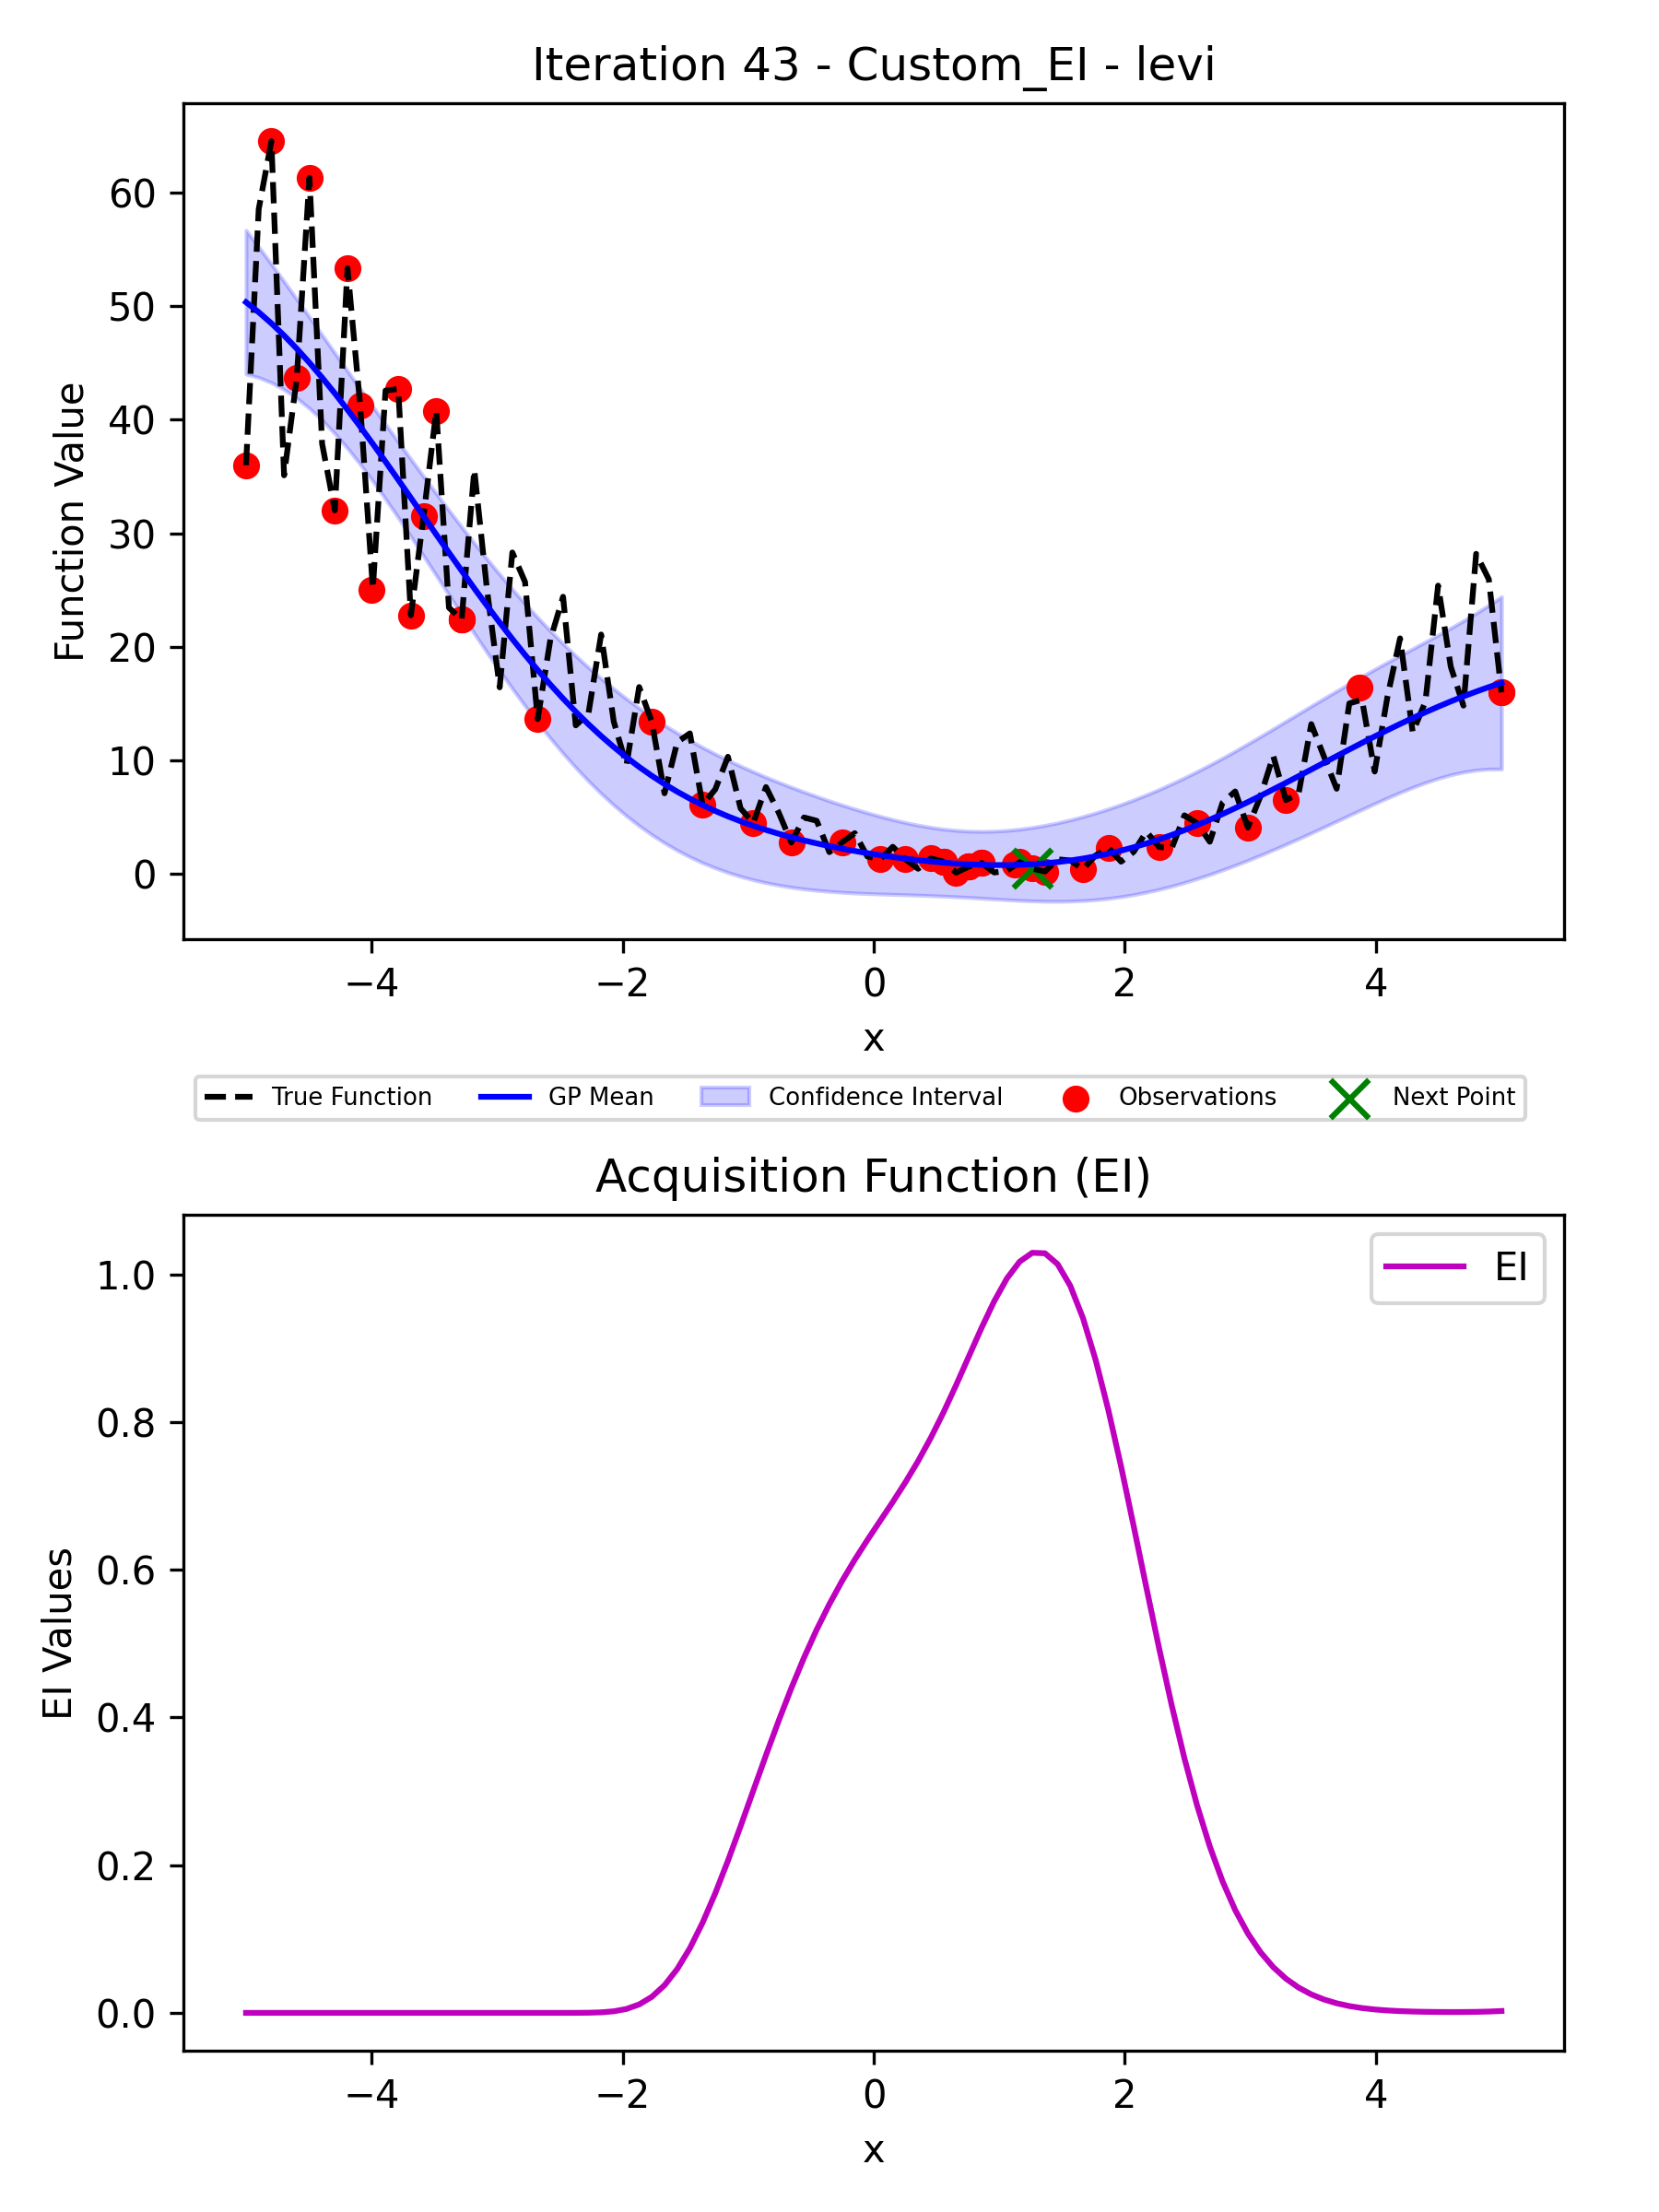 Iteration 43 - Custom_EI - levi
Function Value
60
50
40
30
20
10
0
−4 −2 0 2 4
x
True Function GP Mean Confidence Interval Observations Next Point
Acquisition Function (EI)
EI
EI Values
1.0
0.8
0.6
0.4
0.2
0.0
−4 −2 0 2 4
x